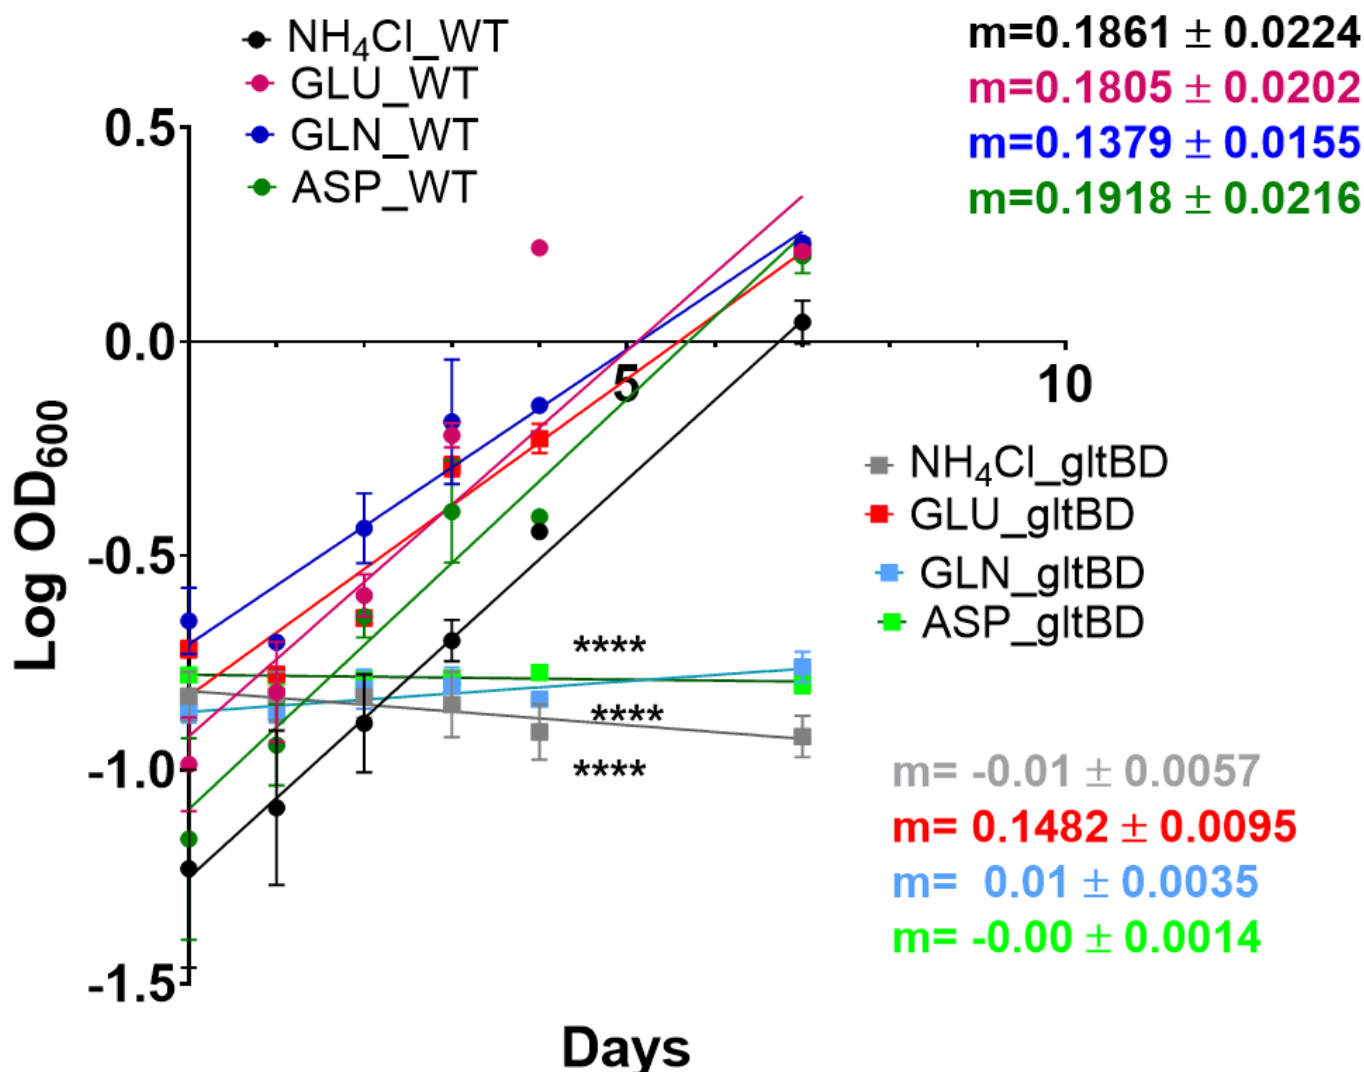 NH₄Cl_WT
GLU_WT
GLN_WT
ASP_WT
m=0.1861 ± 0.0224
m=0.1805 ± 0.0202
m=0.1379 ± 0.0155
m=0.1918 ± 0.0216
0.5
0.0
-0.5
-1.0
-1.5
5
10
Log OD₆₀₀
NH₄Cl_gltBD
GLU_gltBD
GLN_gltBD
ASP_gltBD
****
****
****
m= -0.01 ± 0.0057
m= 0.1482 ± 0.0095
m= 0.01 ± 0.0035
m= -0.00 ± 0.0014
Days